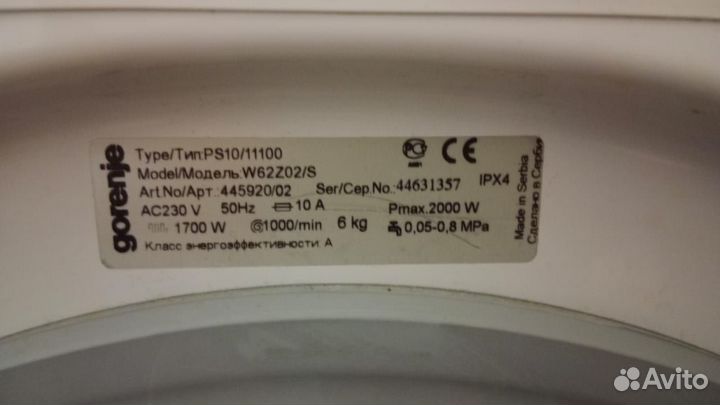 gorenje
Type/Тип:PS10/11100
Model/Модель:W62Z02/S
Art.No/Арт.:445920/02 Ser/Сер.No.:44631357 IPX4
AC230 V 50Hz 10 A Pmax.2000 W
1700 W @1000/min 6 kg 0,05-0,8 MPa
Класс энергоэффективности A
Made in Serbia
Сделано в Сербии
CE
Avito